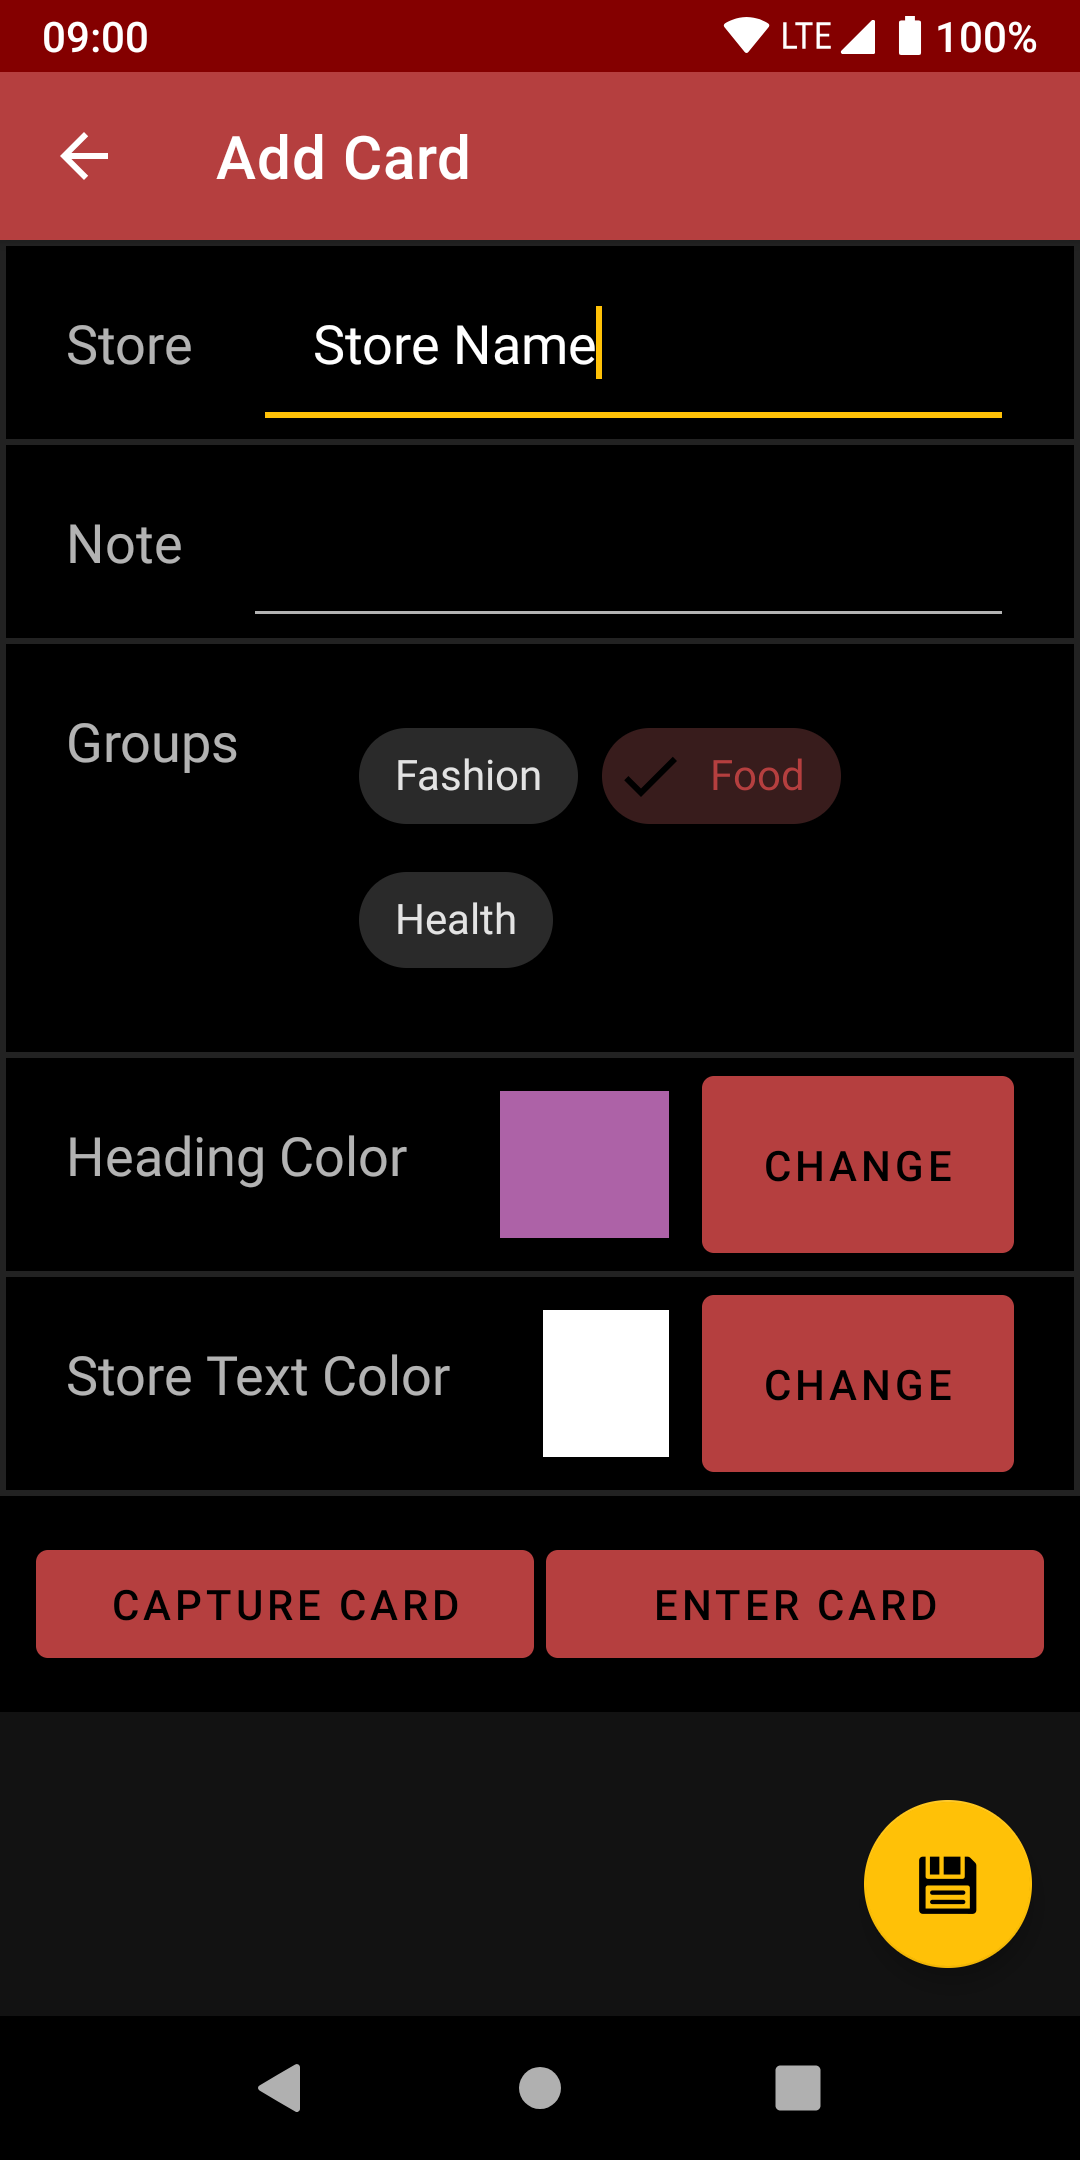 09:00 LTE 100%
Add Card
Store Store Name
Note
Groups Fashion Food
Health
Heading Color CHANGE
Store Text Color CHANGE
CAPTURE CARD ENTER CARD